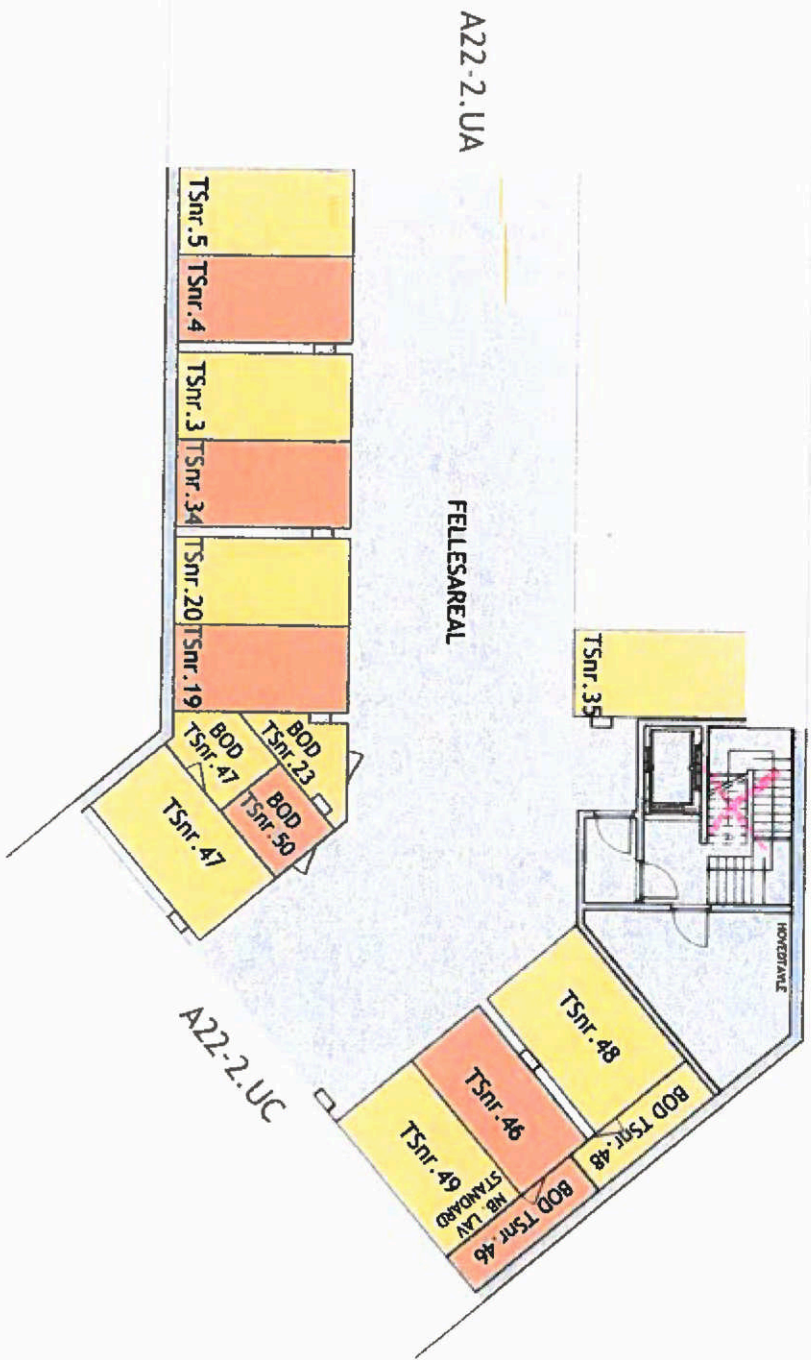 A22-2.UA
TSnr.5
TSnr.4
TSnr.3
TSnr.34
TSnr.20
TSnr.19
FELLESAREAL
TSnr.35
BOD
TSnr.23
BOD
TSnr.47
BOD
TSnr.50
TSnr.47
HOVEDTAVLE
TSnr.48
BOD TSnr.48
TSnr.46
BOD TSnr.46
TSnr.49
NB. LAV
STANDARD
A22-2.UC